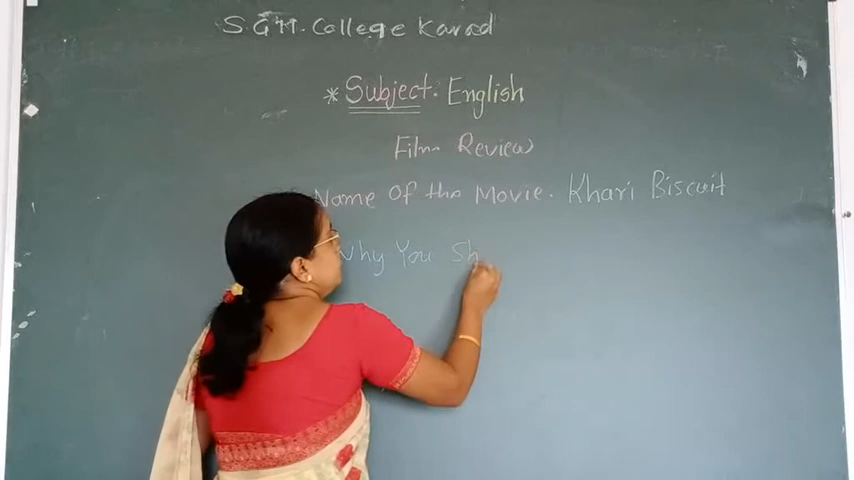 S.G.M. College Karad
* Subject. English
Film Review
Name Of the Movie. Khari Biscuit
Why You Sh